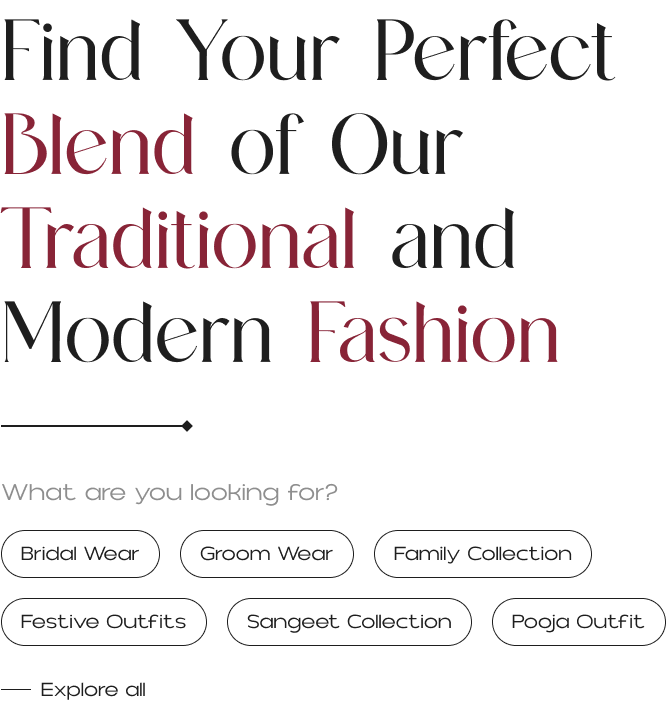 Find Your Perfect
Blend of Our
Traditional and
Modern Fashion
What are you looking for?
Bridal Wear Groom Wear Family Collection
Festive Outfits Sangeet Collection Pooja Outfit
Explore all